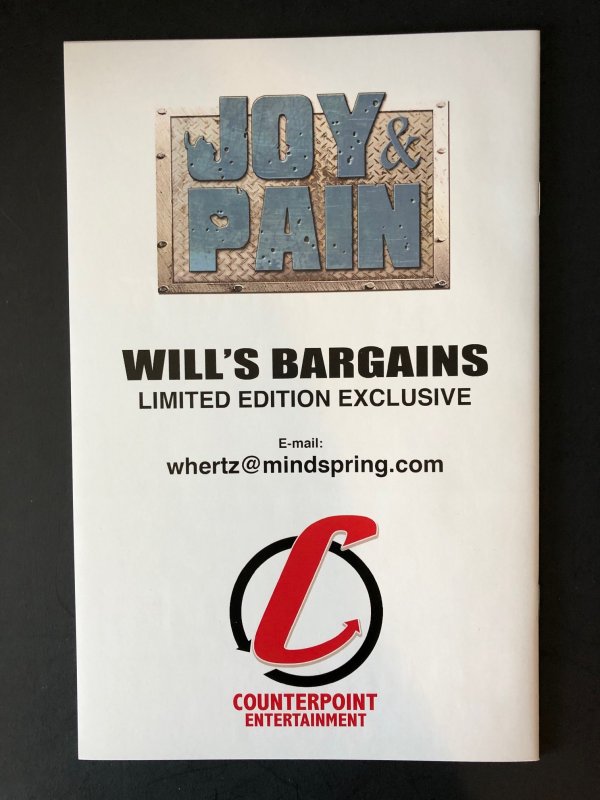 JOY &
PAIN
WILL'S BARGAINS
LIMITED EDITION EXCLUSIVE
E-mail:
whertz@mindspring.com
C
COUNTERPOINT
ENTERTAINMENT